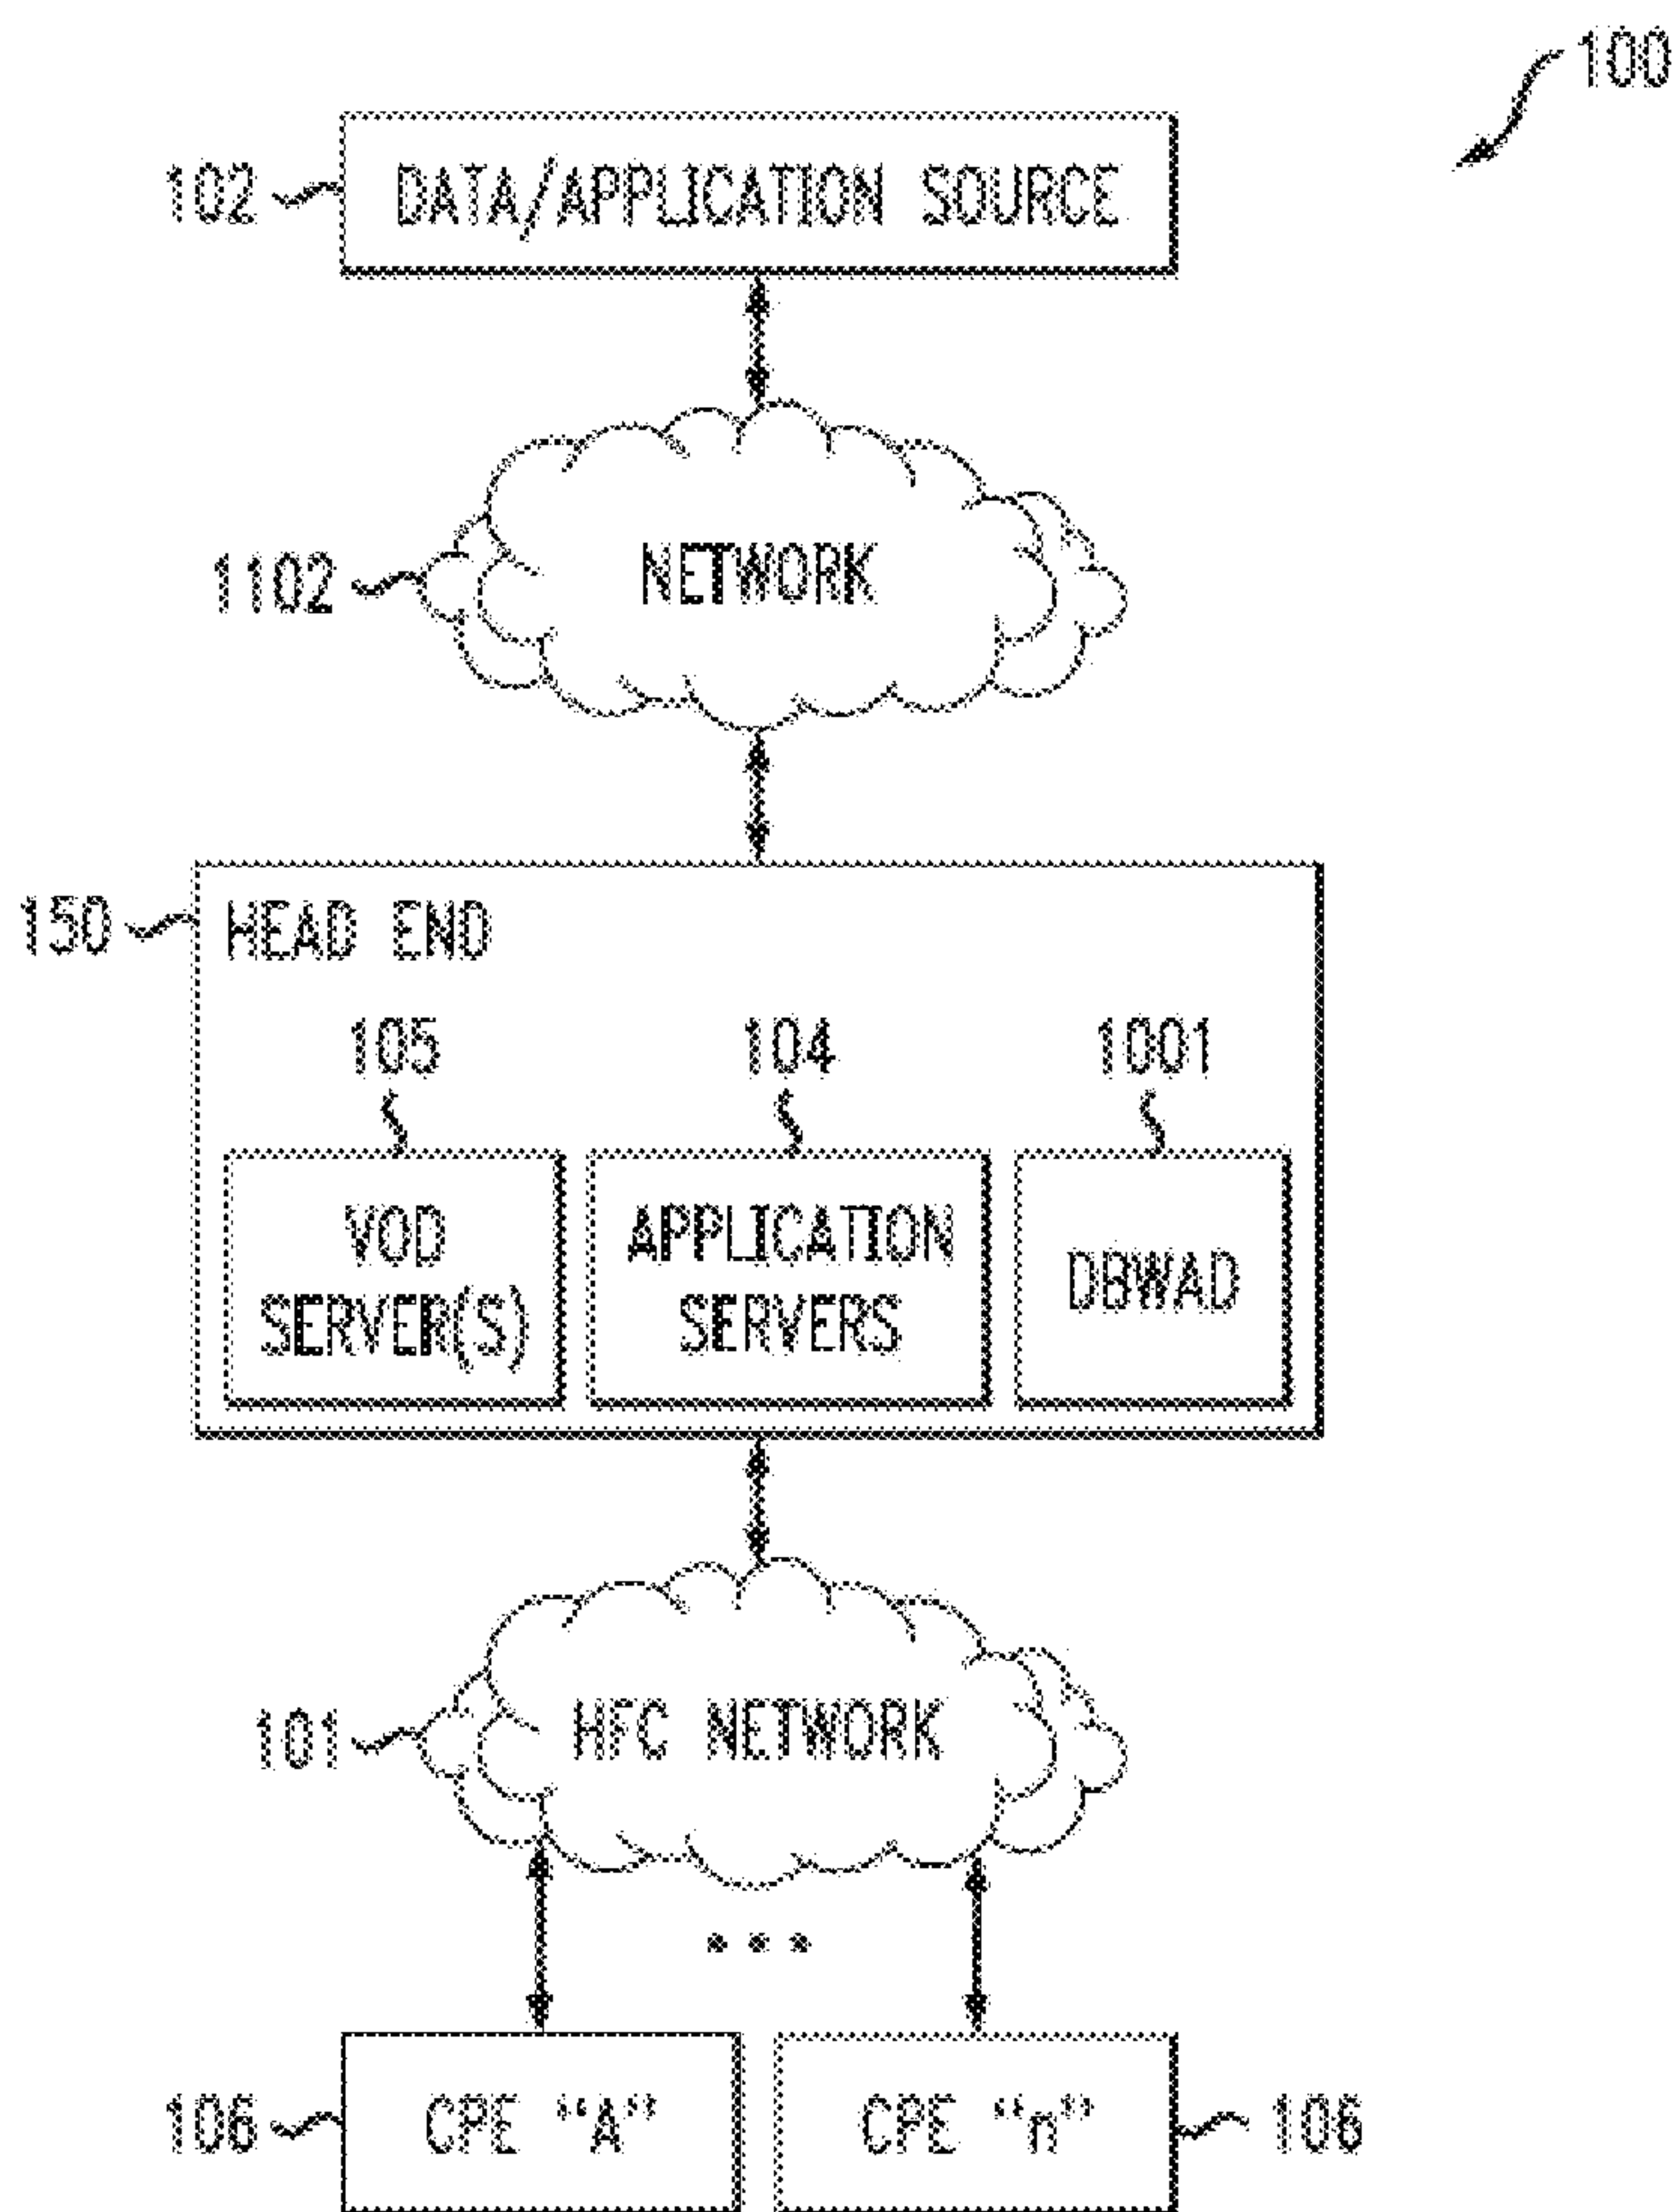 100
102 DATA/APPLICATION SOURCE
1102 NETWORK
150 HEAD END
105 104 1001
VOD SERVER(S)
APPLICATION SERVERS
DBWAD
101 HFC NETWORK
106 CPE "A"
CPE "n" 106